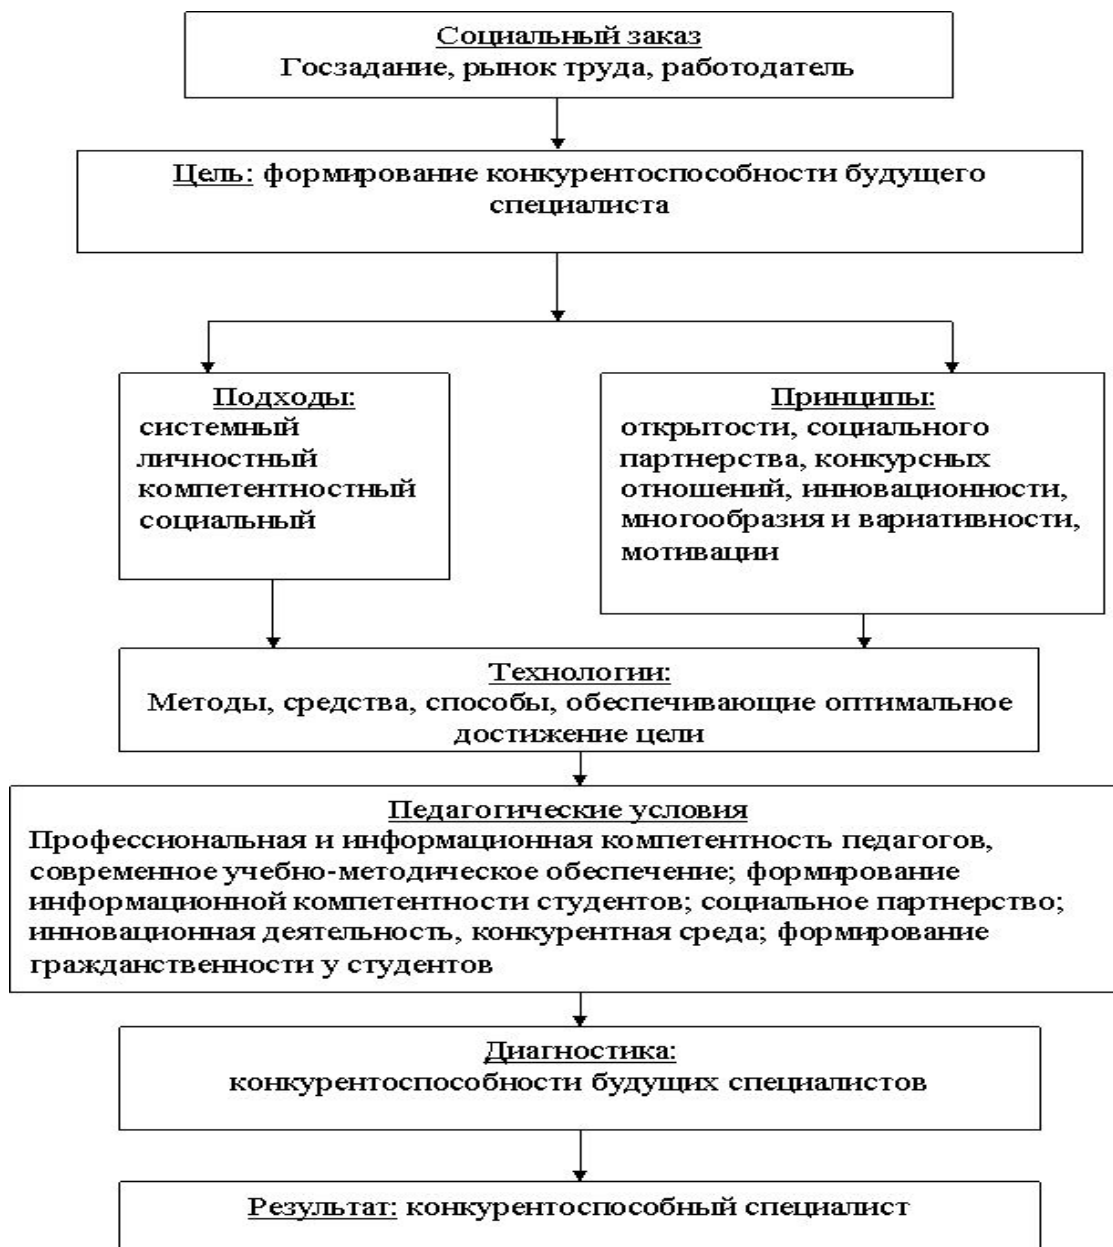 Социальный заказ
Госзадание, рынок труда, работодатель
Цель: формирование конкурентоспособности будущего
специалиста
Подходы:
системный
личностный
компетентностный
социальный
Принципы:
открытости, социального
партнерства, конкурсных
отношений, инновационности,
многообразия и вариативности,
мотивации
Технологии:
Методы, средства, способы, обеспечивающие оптимальное
достижение цели
Педагогические условия
Профессиональная и информационная компетентность педагогов,
современное учебно-методическое обеспечение; формирование
информационной компетентности студентов; социальное партнерство;
инновационная деятельность, конкурентная среда; формирование
гражданственности у студентов
Диагностика:
конкурентоспособности будущих специалистов
Результат: конкурентоспособный специалист